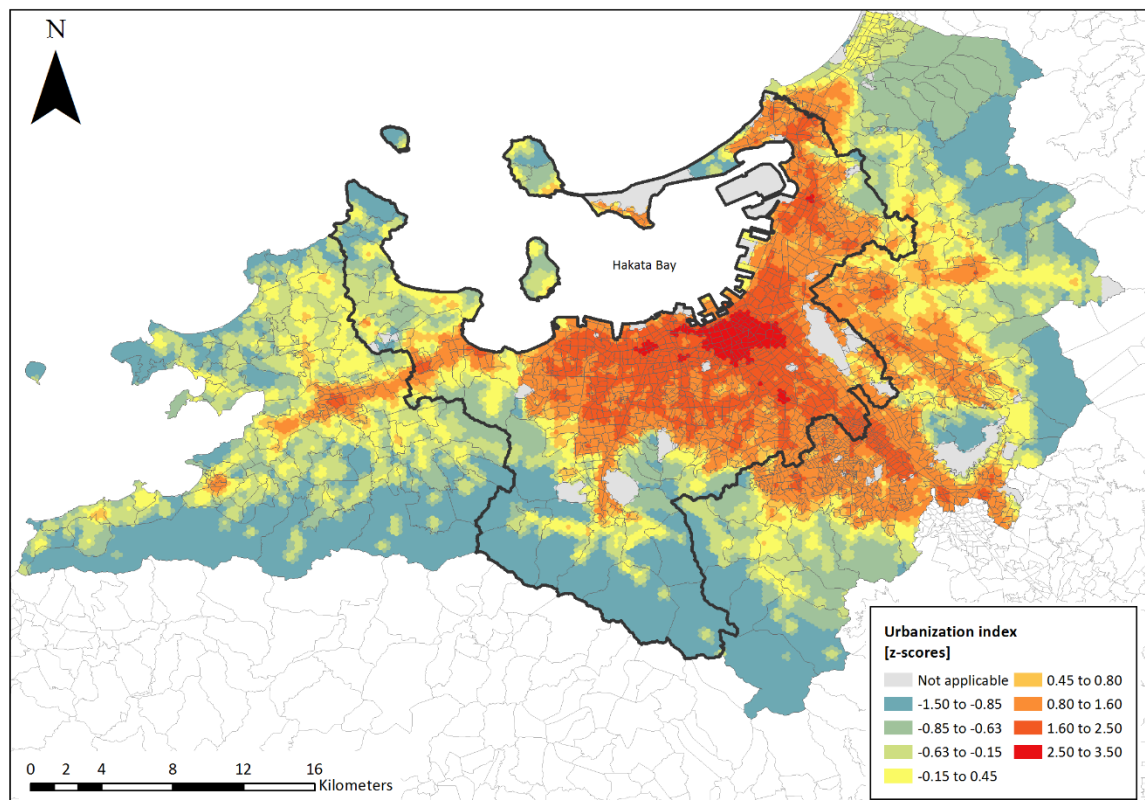 N
Hakata Bay
Urbanization index
[z-scores]
Not applicable
-1.50 to -0.85
-0.85 to -0.63
-0.63 to -0.15
-0.15 to 0.45
0.45 to 0.80
0.80 to 1.60
1.60 to 2.50
2.50 to 3.50
0 2 4 8 12 16
Kilometers